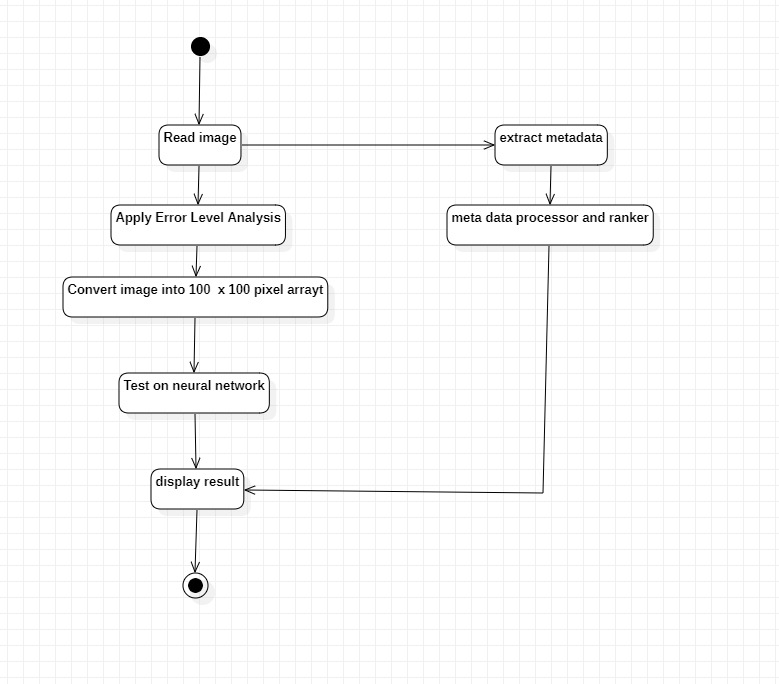 Read image
extract metadata
Apply Error Level Analysis
meta data processor and ranker
Convert image into 100  x 100 pixel arrayt
Test on neural network
display result